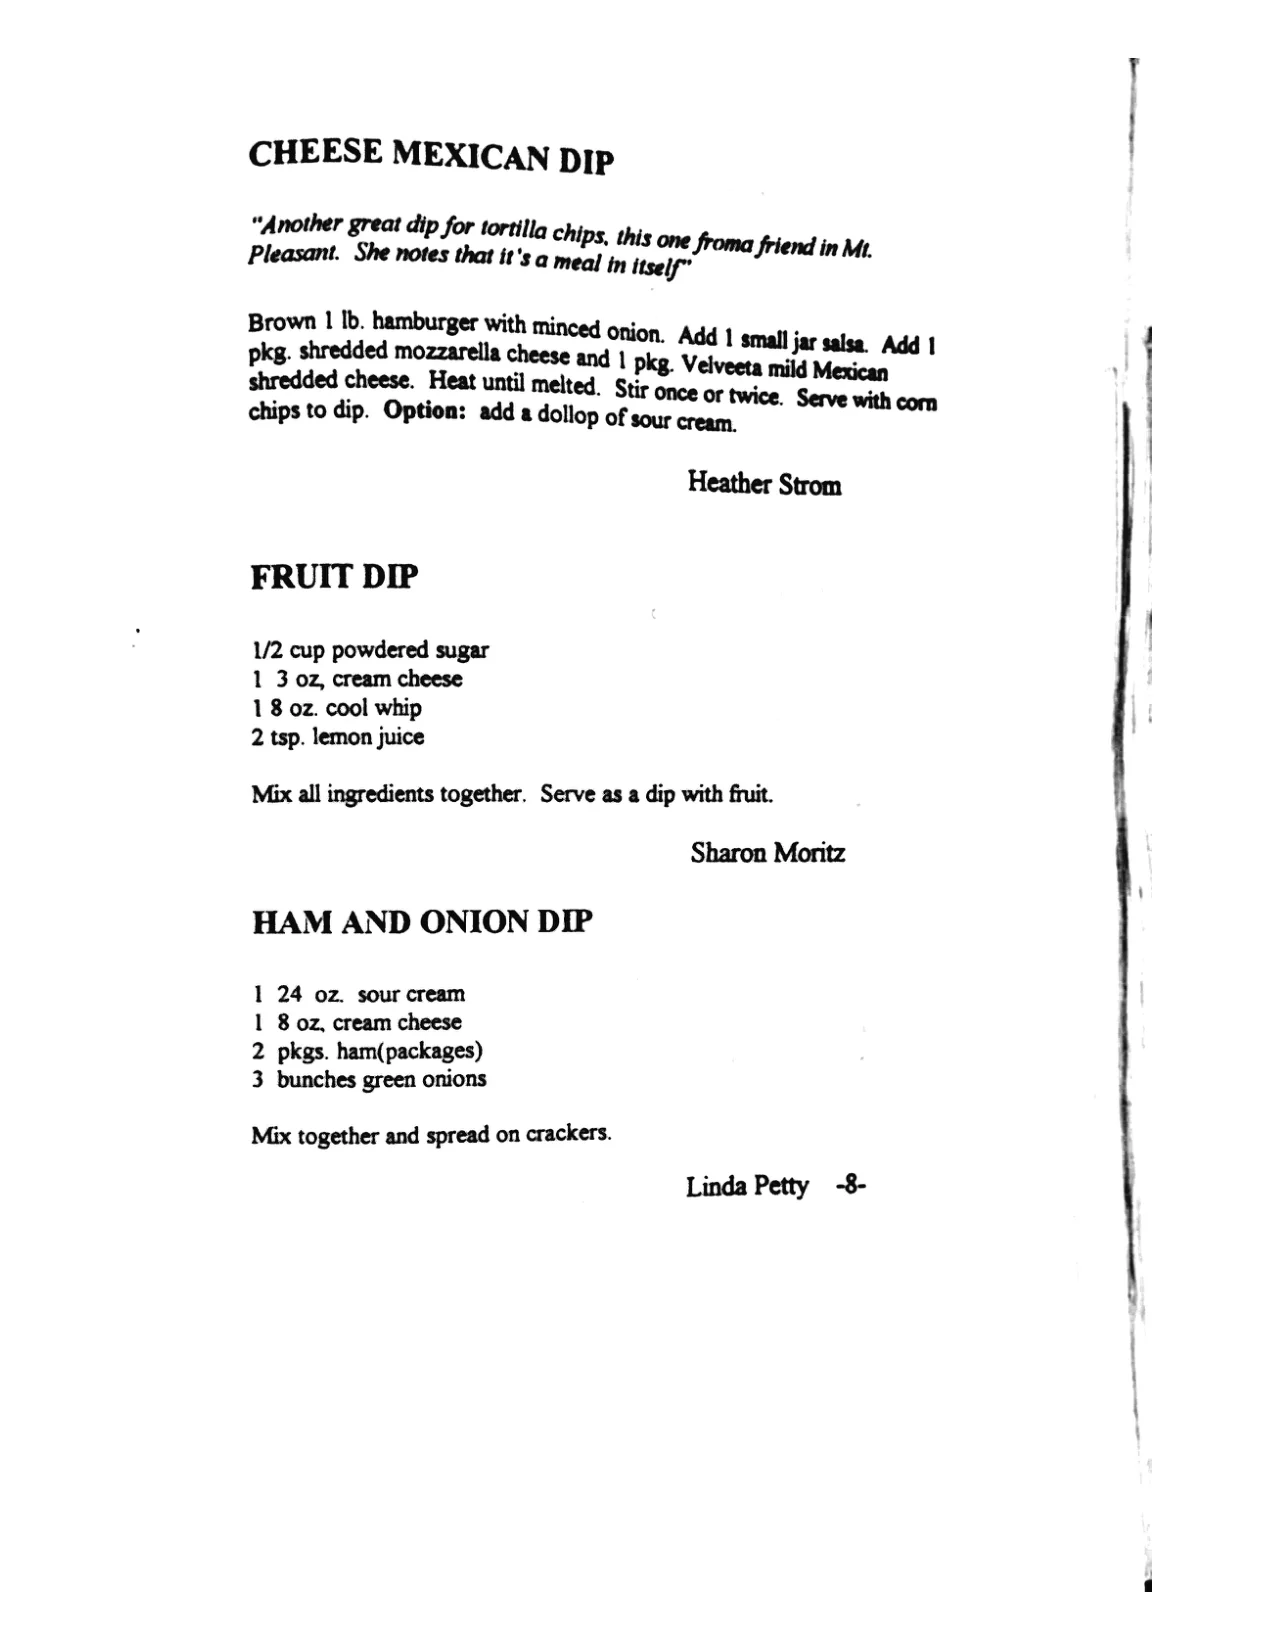 CHEESE MEXICAN DIP
"Another great dip for tortilla chips, this one froma friend in Mt.
Pleasant. She notes that it's a meal in itself"
Brown 1 lb. hamburger with minced onion. Add 1 small jar salsa. Add 1
pkg. shredded mozzarella cheese and 1 pkg. Velveeta mild Mexican
shredded cheese. Heat until melted. Stir once or twice. Serve with corn
chips to dip. Option: add a dollop of sour cream.
Heather Strom
FRUIT DIP
1/2 cup powdered sugar
1 3 oz, cream cheese
1 8 oz. cool whip
2 tsp. lemon juice
Mix all ingredients together. Serve as a dip with fruit.
Sharon Moritz
HAM AND ONION DIP
1 24 oz. sour cream
1 8 oz, cream cheese
2 pkgs. ham(packages)
3 bunches green onions
Mix together and spread on crackers.
Linda Petty -8-